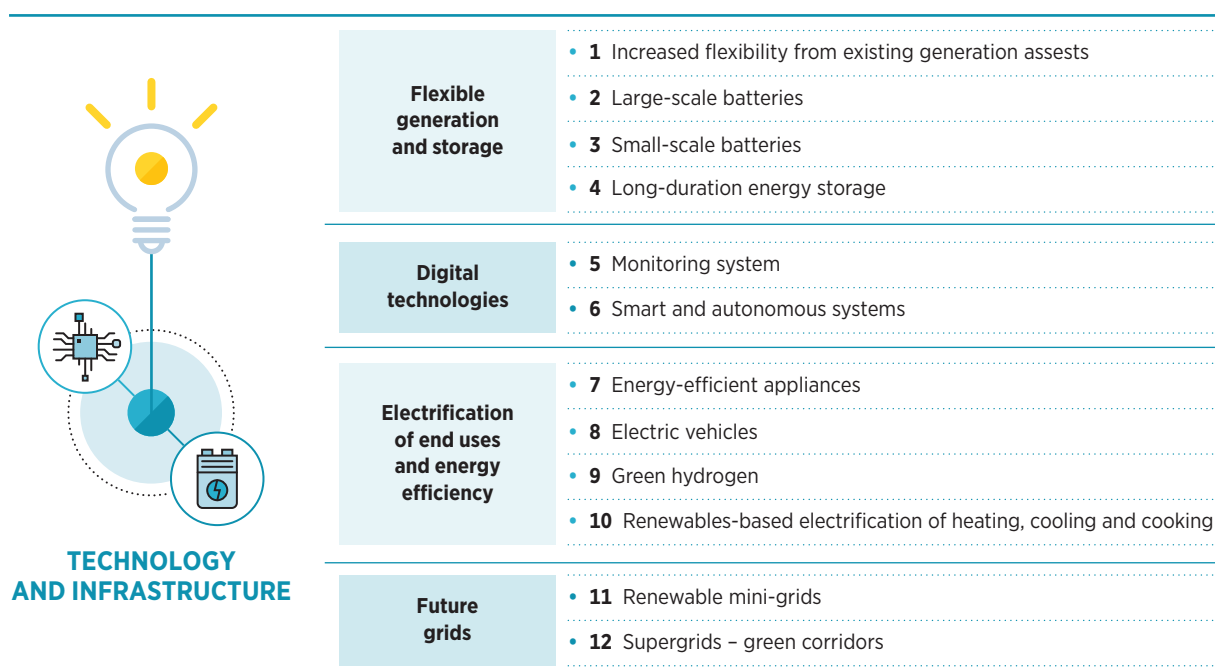 TECHNOLOGY
AND INFRASTRUCTURE
Flexible
generation
and storage
• 1 Increased flexibility from existing generation assests
• 2 Large-scale batteries
• 3 Small-scale batteries
• 4 Long-duration energy storage
Digital
technologies
• 5 Monitoring system
• 6 Smart and autonomous systems
Electrification
of end uses
and energy
efficiency
• 7 Energy-efficient appliances
• 8 Electric vehicles
• 9 Green hydrogen
• 10 Renewables-based electrification of heating, cooling and cooking
Future
grids
• 11 Renewable mini-grids
• 12 Supergrids – green corridors